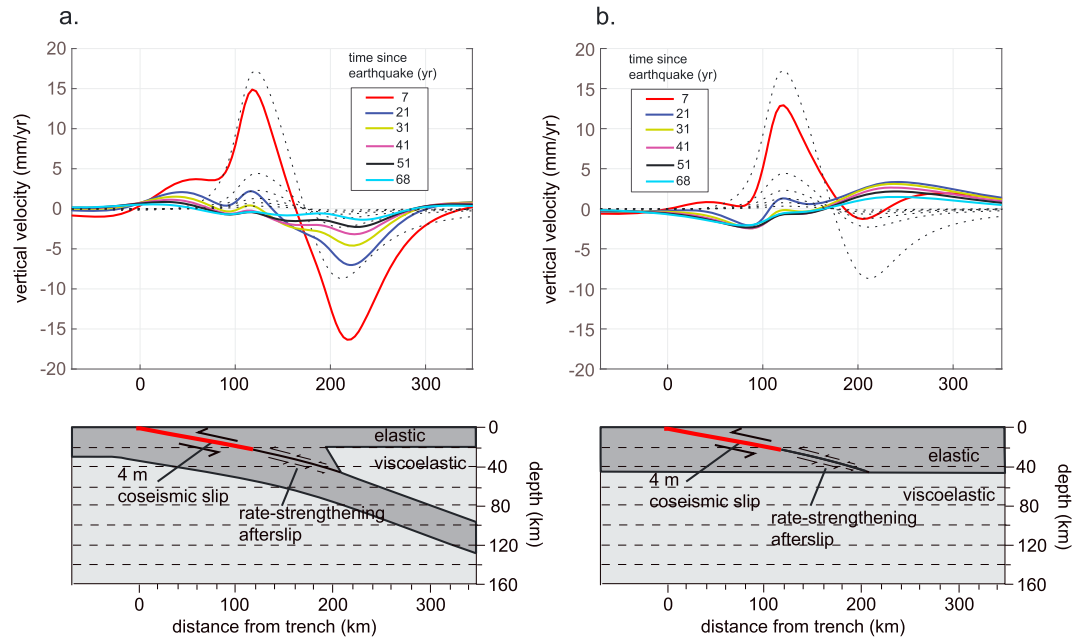 a.
20
15
10
5
0
-5
-10
-15
-20
vertical velocity (mm/yr)
time since
earthquake (yr)
7
21
31
41
51
68
0
100
200
300
elastic
viscoelastic
4 m
coseismic slip
rate-strengthening
afterslip
0
40
80
120
160
depth (km)
0
100
200
300
distance from trench (km)
b.
20
15
10
5
0
-5
-10
-15
-20
vertical velocity (mm/yr)
time since
earthquake (yr)
7
21
31
41
51
68
0
100
200
300
elastic
viscoelastic
4 m
coseismic slip
rate-strengthening
afterslip
0
40
80
120
160
depth (km)
0
100
200
300
distance from trench (km)